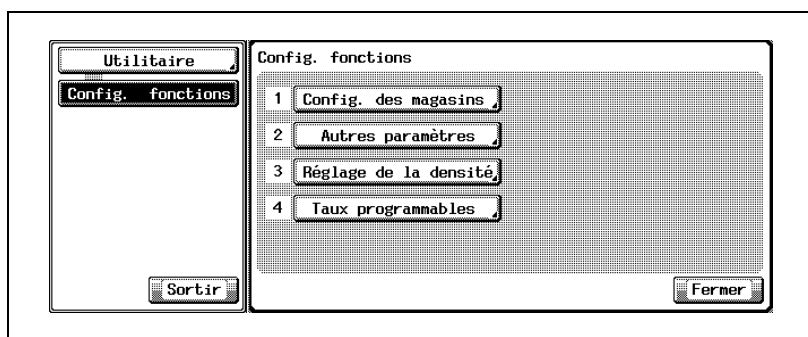 Utilitaire
Config. fonctions
Sortir
Config. fonctions
1 Config. des magasins
2 Autres paramètres
3 Réglage de la densité
4 Taux programmables
Fermer